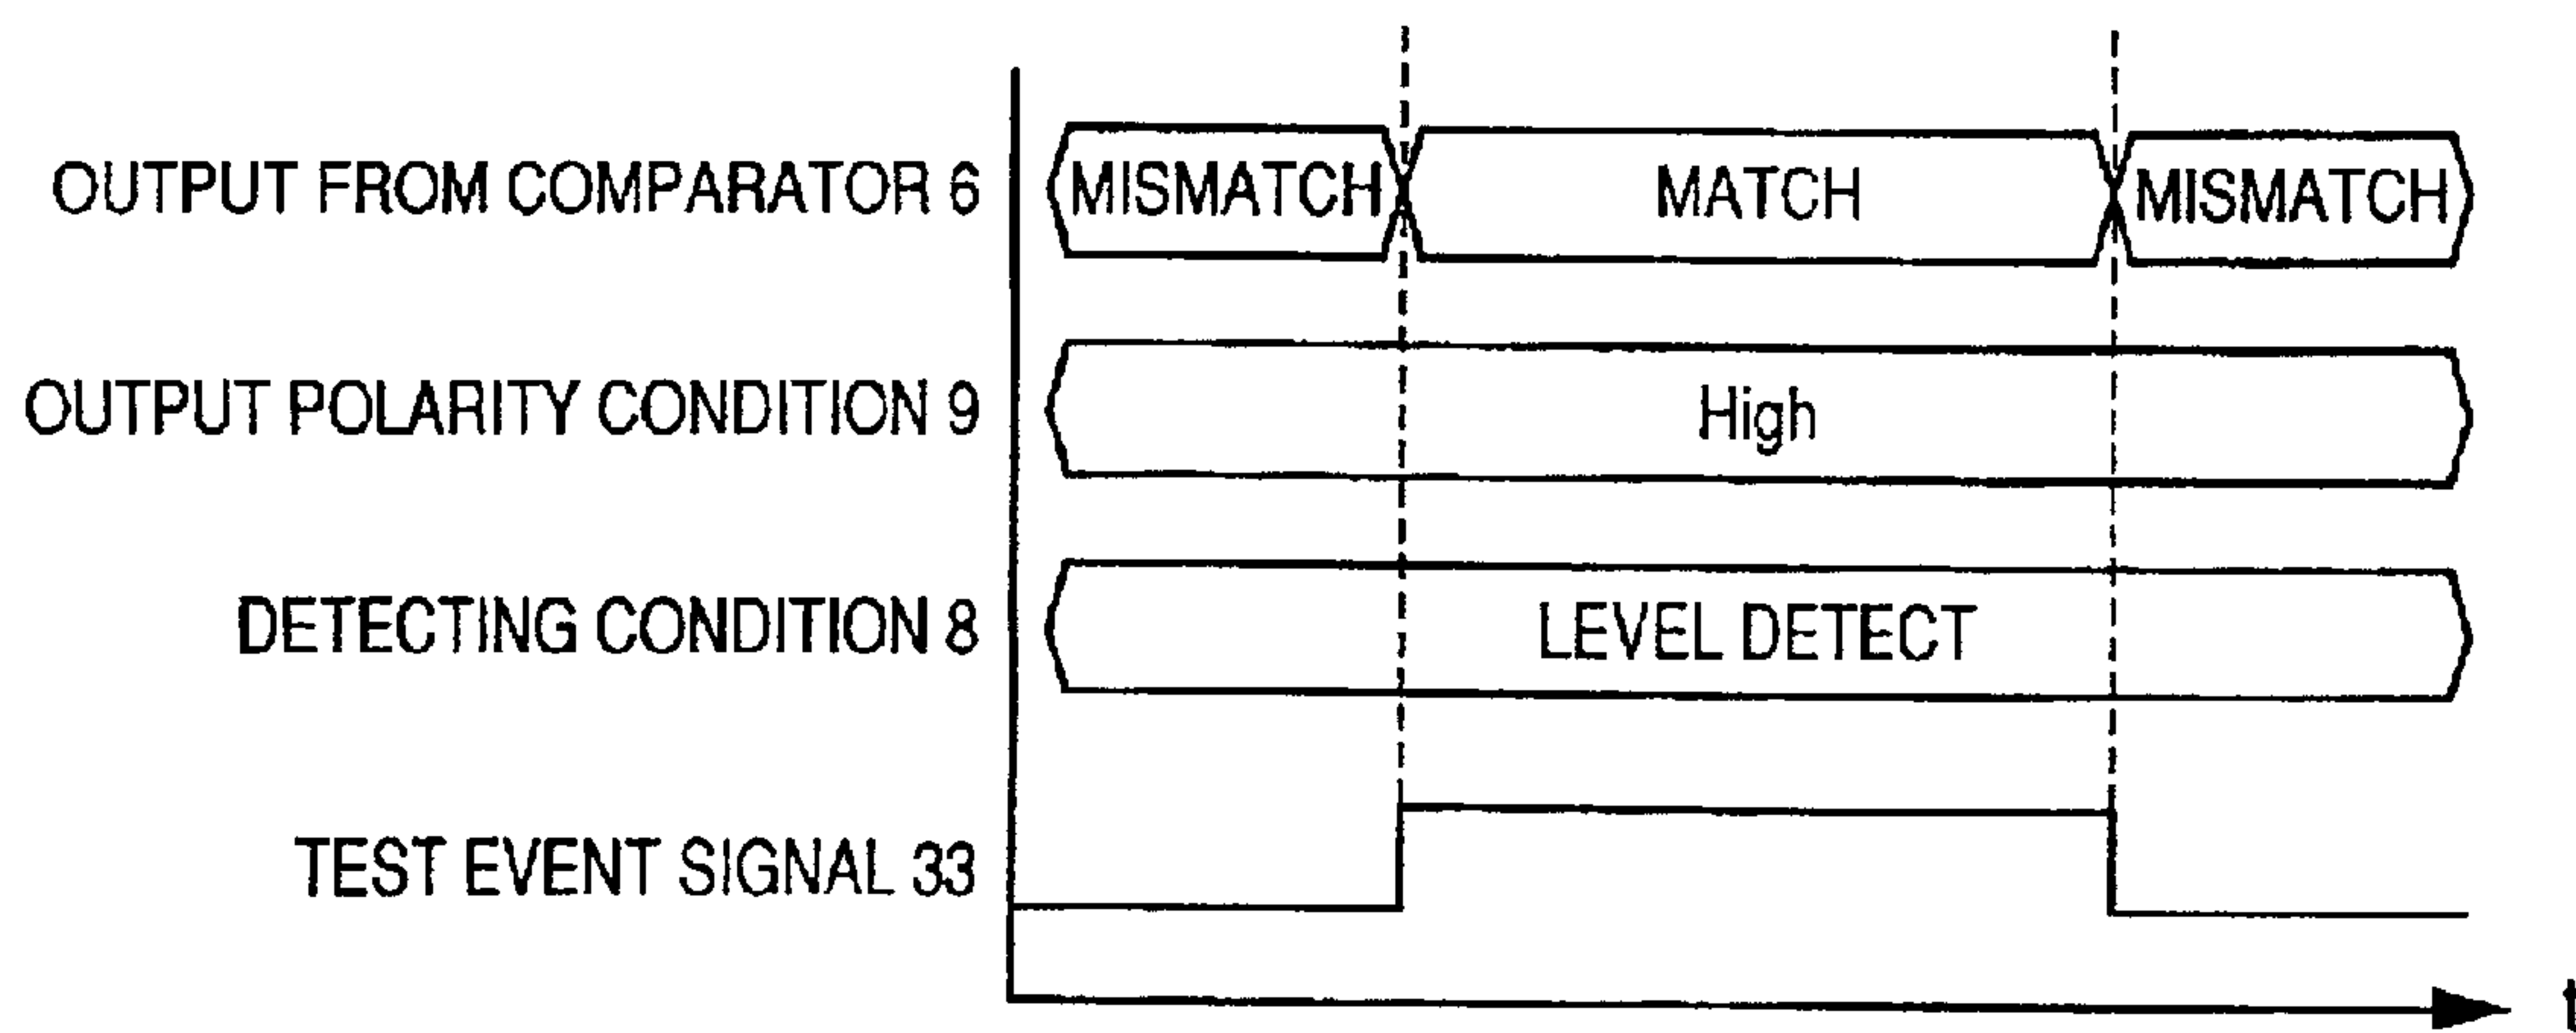 OUTPUT FROM COMPARATOR 6 MISMATCH MATCH MISMATCH
OUTPUT POLARITY CONDITION 9 High
DETECTING CONDITION 8 LEVEL DETECT
TEST EVENT SIGNAL 33
t